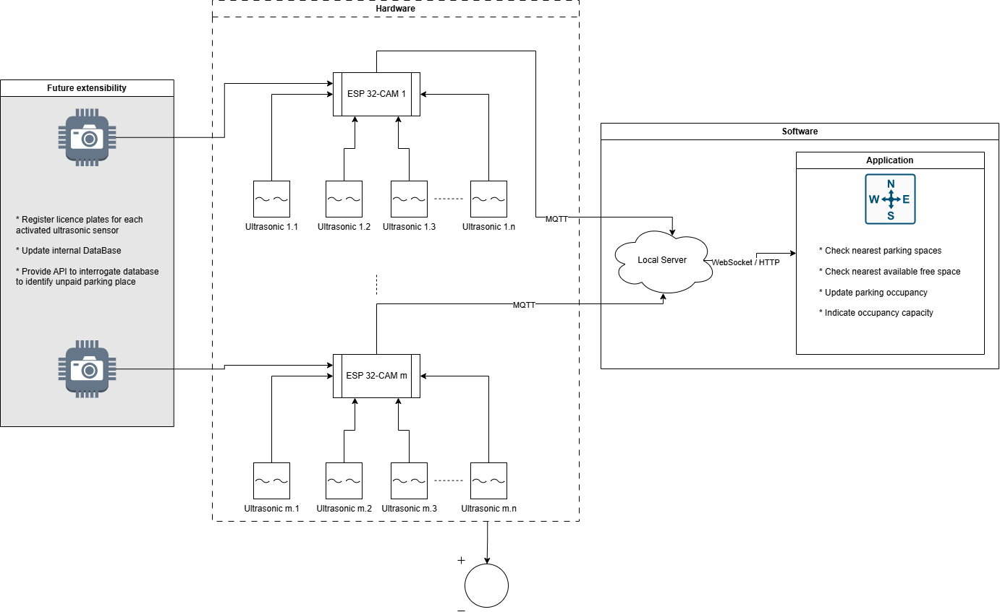 Hardware
Future extensibility
* Register licence plates for each
activated ultrasonic sensor
* Update internal DataBase
* Provide API to interrogate database
to identify unpaid parking place
ESP 32-CAM 1
Ultrasonic 1.1
Ultrasonic 1.2
Ultrasonic 1.3
Ultrasonic 1.n
MQTT
MQTT
ESP 32-CAM m
Ultrasonic m.1
Ultrasonic m.2
Ultrasonic m.3
Ultrasonic m.n
+
−
Software
Local Server
WebSocket / HTTP
Application
N
W E
S
* Check nearest parking spaces
* Check nearest available free space
* Update parking occupancy
* Indicate occupancy capacity